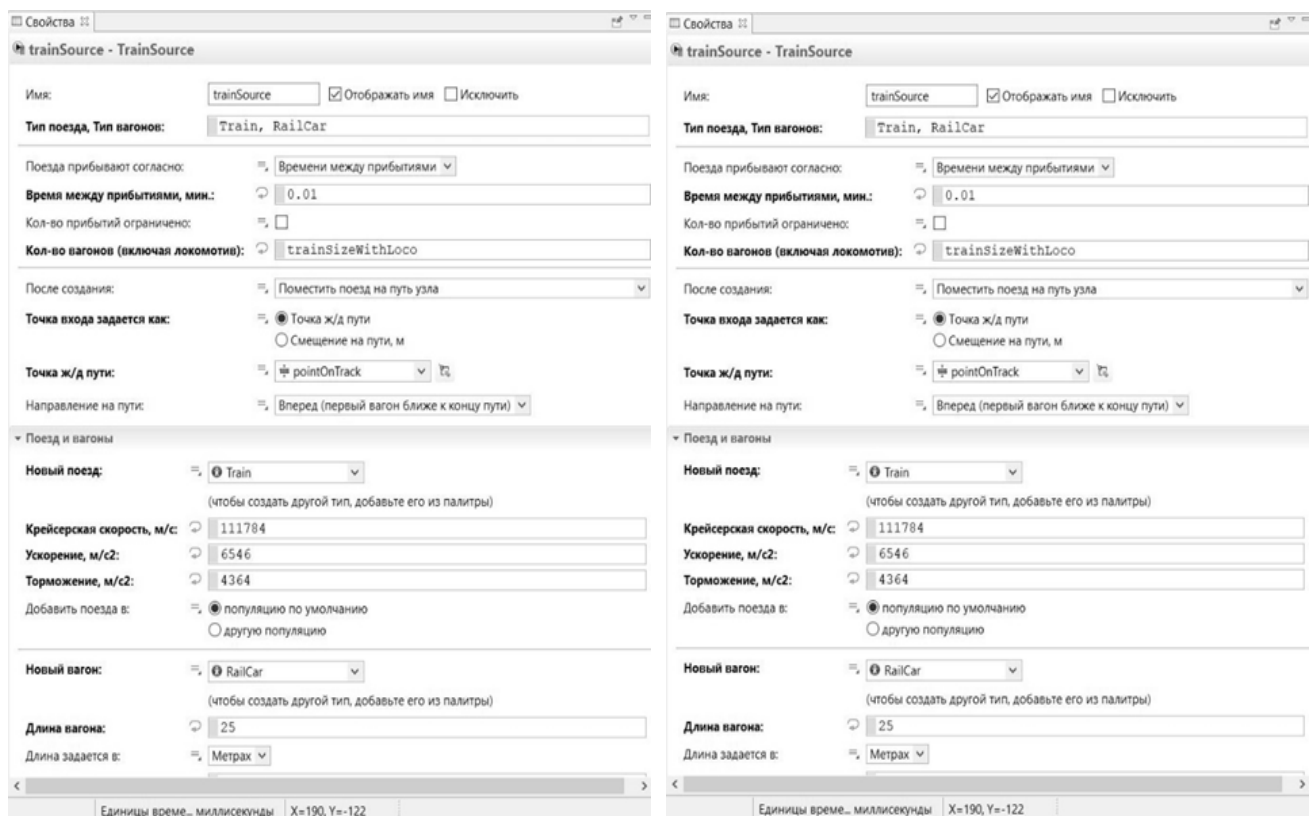 Свойства
trainSource - TrainSource
Имя: trainSource Отображать имя Исключить
Тип поезда, Тип вагонов: Train, RailCar
Поезда прибывают согласно: Времени между прибытиями
Время между прибытиями, мин.: 0.01
Кол-во прибытий ограничено:
Кол-во вагонов (включая локомотив): trainSizeWithLoco
После создания: Поместить поезд на путь узла
Точка входа задается как: Точка ж/д пути
Смещение на пути, м
Точка ж/д пути: pointOnTrack
Направление на пути: Вперед (первый вагон ближе к концу пути)
Поезд и вагоны
Новый поезд: Train
(чтобы создать другой тип, добавьте его из палитры)
Крейсерская скорость, м/с: 111784
Ускорение, м/с2: 6546
Торможение, м/с2: 4364
Добавить поезда в: популяцию по умолчанию
другую популяцию
Новый вагон: RailCar
(чтобы создать другой тип, добавьте его из палитры)
Длина вагона: 25
Длина задается в: Метрах
Единицы време... миллисекунды X=190, Y=-122
Свойства
trainSource - TrainSource
Имя: trainSource Отображать имя Исключить
Тип поезда, Тип вагонов: Train, RailCar
Поезда прибывают согласно: Времени между прибытиями
Время между прибытиями, мин.: 0.01
Кол-во прибытий ограничено:
Кол-во вагонов (включая локомотив): trainSizeWithLoco
После создания: Поместить поезд на путь узла
Точка входа задается как: Точка ж/д пути
Смещение на пути, м
Точка ж/д пути: pointOnTrack
Направление на пути: Вперед (первый вагон ближе к концу пути)
Поезд и вагоны
Новый поезд: Train
(чтобы создать другой тип, добавьте его из палитры)
Крейсерская скорость, м/с: 111784
Ускорение, м/с2: 6546
Торможение, м/с2: 4364
Добавить поезда в: популяцию по умолчанию
другую популяцию
Новый вагон: RailCar
(чтобы создать другой тип, добавьте его из палитры)
Длина вагона: 25
Длина задается в: Метрах
Единицы време... миллисекунды X=190, Y=-122